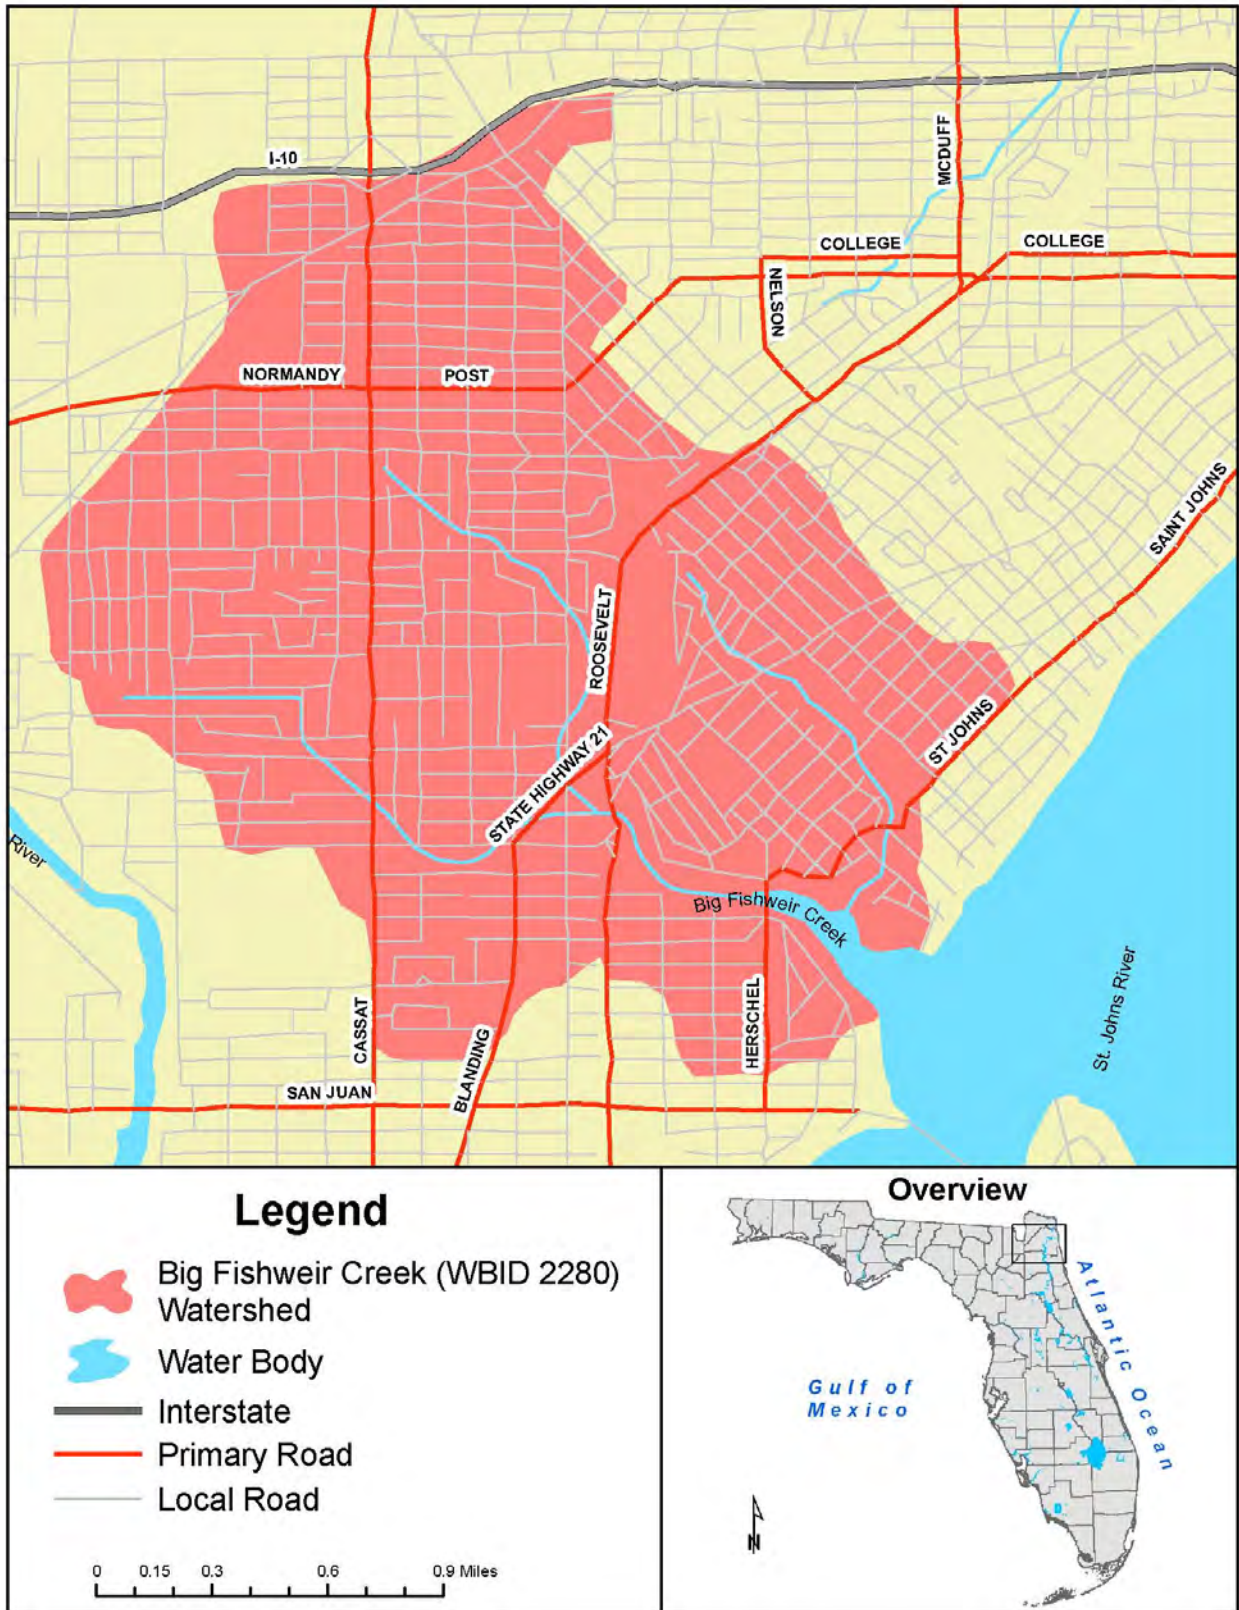 I-10
MCDUFF
COLLEGE
COLLEGE
NELSON
NORMANDY
POST
SAINT JOHNS
ROOSEVELT
ST JOHNS
STATE HIGHWAY 21
River
Big Fishweir Creek
St. Johns River
CASSAT
HERSCHEL
BLANDING
SAN JUAN
Legend
Big Fishweir Creek (WBID 2280)
Watershed
Water Body
Interstate
Primary Road
Local Road
0 0.15 0.3 0.6 0.9 Miles
Overview
Atlantic Ocean
Gulf of
Mexico
N